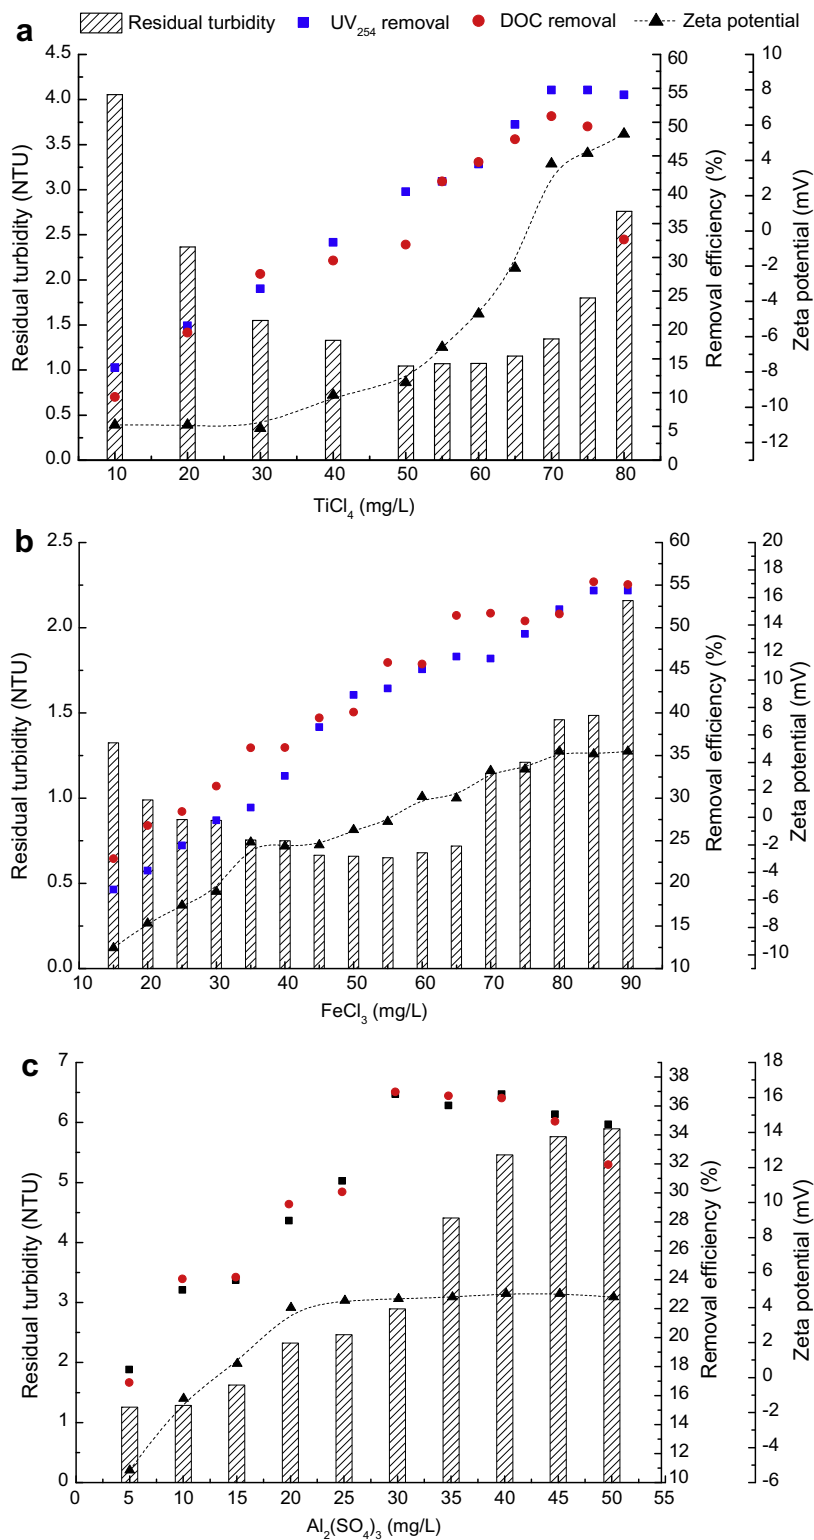 a
Residual turbidity UV254 removal DOC removal Zeta potential
4.5 4.0 3.5 3.0 2.5 2.0 1.5 1.0 0.5 0.0
Residual turbidity (NTU)
60 55 50 45 40 35 30 25 20 15 10 5 0
Removal efficiency (%)
10 8 6 4 2 0 -2 -4 -6 -8 -10 -12
Zeta potential (mV)
10 20 30 40 50 60 70 80
TiCl4 (mg/L)
b
2.5 2.0 1.5 1.0 0.5 0.0
Residual turbidity (NTU)
60 55 50 45 40 35 30 25 20 15 10
Removal efficiency (%)
20 18 16 14 12 10 8 6 4 2 0 -2 -4 -6 -8 -10
Zeta potential (mV)
10 20 30 40 50 60 70 80 90
FeCl3 (mg/L)
c
7 6 5 4 3 2 1 0
Residual turbidity (NTU)
38 36 34 32 30 28 26 24 22 20 18 16 14 12 10
Removal efficiency (%)
18 16 14 12 10 8 6 4 2 0 -2 -4 -6
Zeta potential (mV)
0 5 10 15 20 25 30 35 40 45 50 55
Al2(SO4)3 (mg/L)